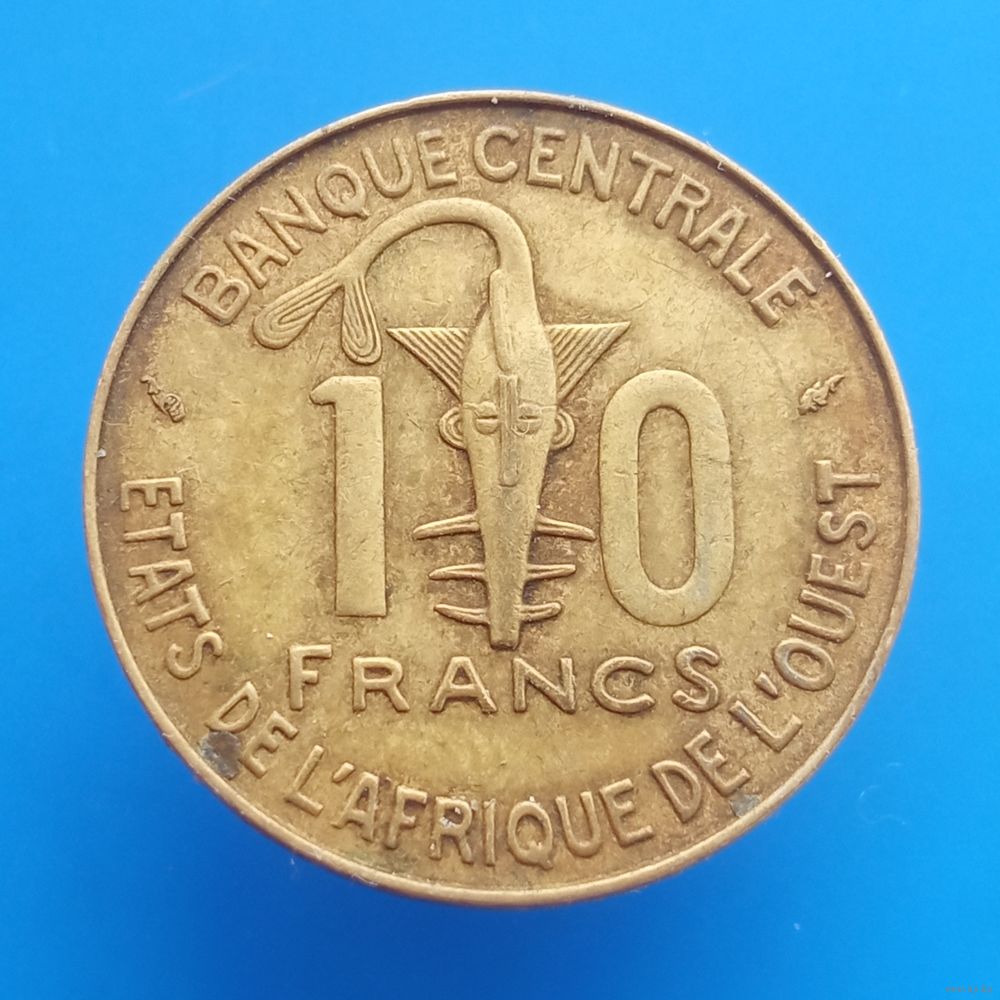 BANQUE CENTRALE
10
FRANCS
ETATS DE L'AFRIQUE DE L'OUEST